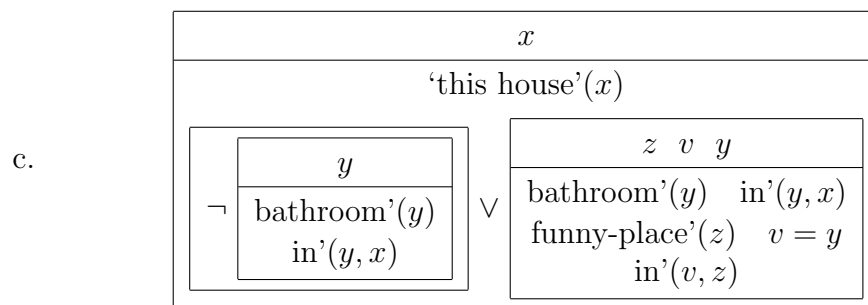 x
‘this house’(x)
c.
¬ y
bathroom’(y)
in’(y, x)
∨
z v y
bathroom’(y) in’(y, x)
funny-place’(z) v = y
in’(v, z)